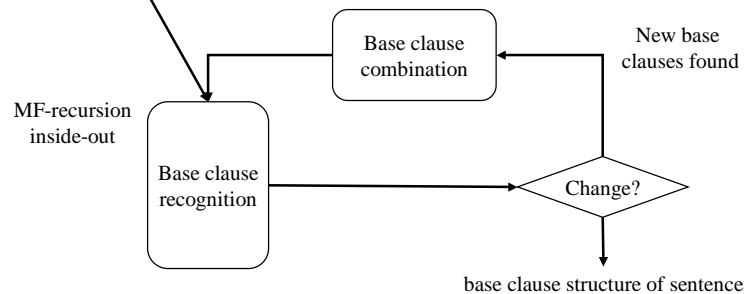 Base clause
combination
New base
clauses found
MF-recursion
inside-out
Base clause
recognition
Change?
base clause structure of sentence